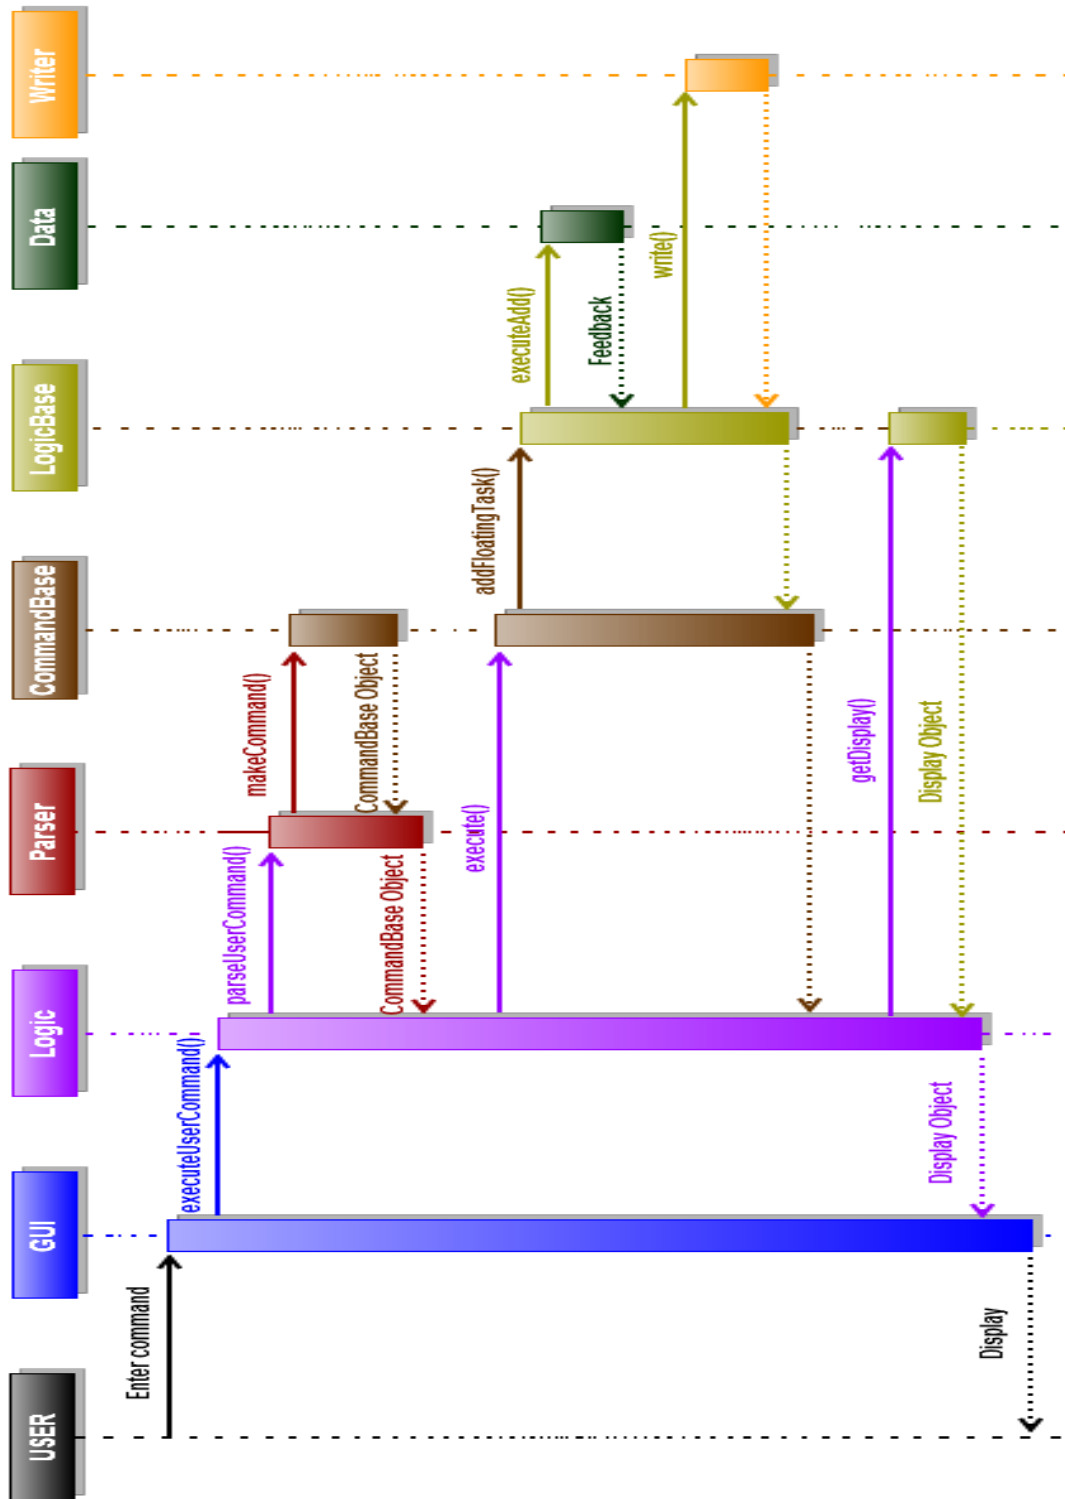 USER
GUI
Logic
Parser
CommandBase
LogicBase
Data
Writer
Enter command
executeUserCommand()
parseUserCommand()
makeCommand()
CommandBase Object
CommandBase Object
execute()
addFloatingTask()
executeAdd()
Feedback
write()
getDisplay()
Display Object
Display Object
Display